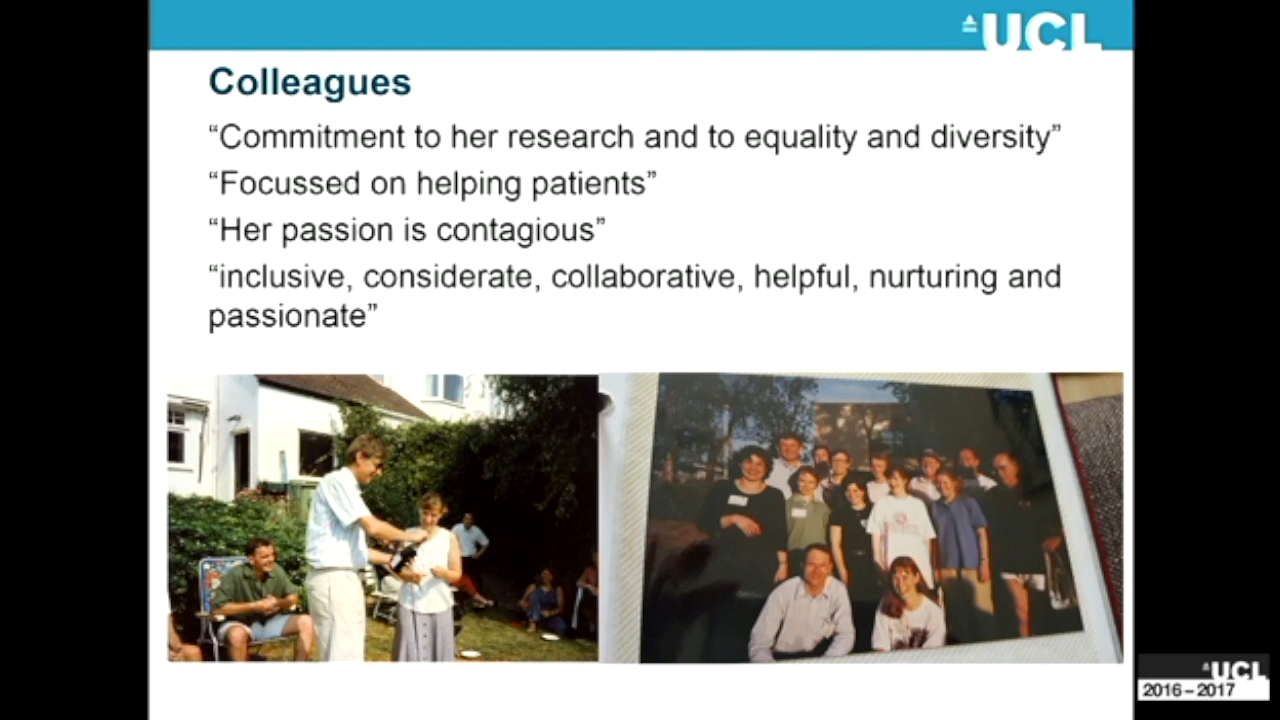 UCL
Colleagues
“Commitment to her research and to equality and diversity”
“Focussed on helping patients”
“Her passion is contagious”
“inclusive, considerate, collaborative, helpful, nurturing and
passionate”
UCL
2016 – 2017